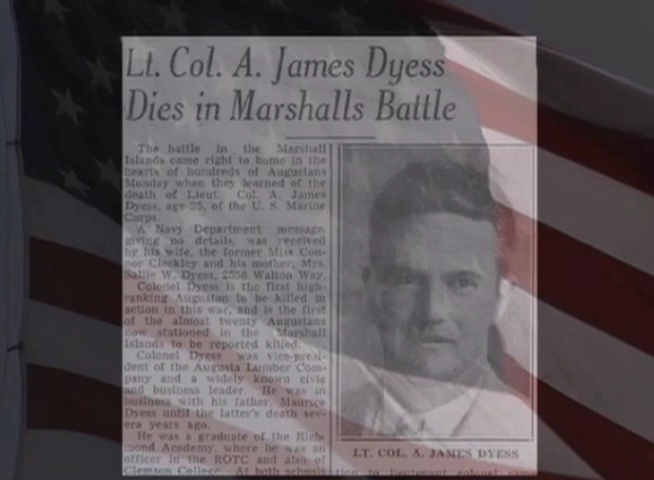 Lt. Col. A. James Dyess
Dies in Marshalls Battle
The battle in the Marshall
Islands came right to home in the
hearts of hundreds of Augustans
Monday when they learned of the
death of Lieut. Col. A. James
Dyess, age 35, of the U. S. Marine
Corps.
A Navy Department message,
giving no details, was received
by his wife, the former Miss Con-
nor Cleckley and his mother, Mrs.
Sallie W. Dyess, 2506 Walton Way.
Colonel Dyess is the first high-
ranking Augustan to be killed in
action in this war, and is the first
of the almost twenty Augustans
now stationed in the Marshall
Islands to be reported killed.
Colonel Dyess was vice-presi-
dent of the Augusta Lumber Com-
pany and a widely known civic
and business leader. He was in
business with his father, Maurice
Dyess until the latter's death sev-
era years ago.
He was a graduate of the Rich-
mond Academy, where he was an
officer in the ROTC and also of
Clemson College. At both schools
LT. COL. A. JAMES DYESS
tion to lieutenant colonel